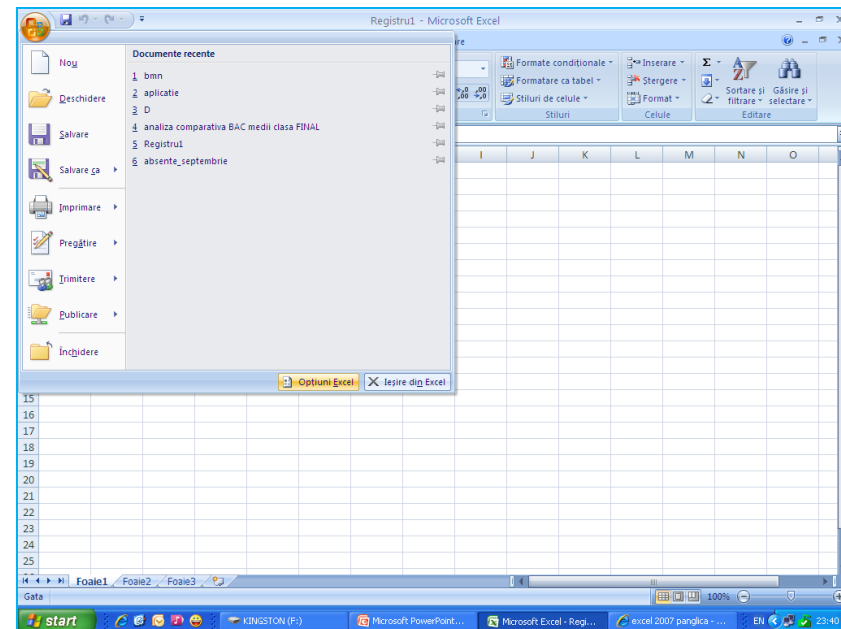 Registru1 - Microsoft Excel
Nou
Deschidere
Salvare
Salvare ca
Imprimare
Pregătire
Trimitere
Publicare
Închidere
Documente recente
1 bmn
2 aplicatie
3 D
4 analiza comparativa BAC medii clasa FINAL
5 Registru1
6 absente_septembrie
Opțiuni Excel
Ieșire din Excel
Formate condiționale
Formatare ca tabel
Stiluri de celule
Stiluri
Inserare
Ștergere
Format
Celule
Sortare și filtrare
Găsire și selectare
Editare
I J K L M N O
15
16
17
18
19
20
21
22
23
24
25
Foaie1 Foaie2 Foaie3
Gata
100%
start
KINGSTON (F:)
Microsoft PowerPoint...
Microsoft Excel - Regi...
excel 2007 panglica - ...
EN
23:40